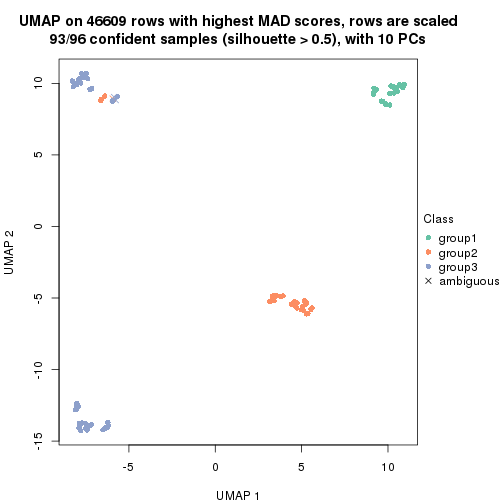 UMAP on 46609 rows with highest MAD scores, rows are scaled
93/96 confident samples (silhouette > 0.5), with 10 PCs
10
5
0
-5
-10
-15
UMAP 2
-5
0
5
10
UMAP 1
Class
group1
group2
group3
ambiguous